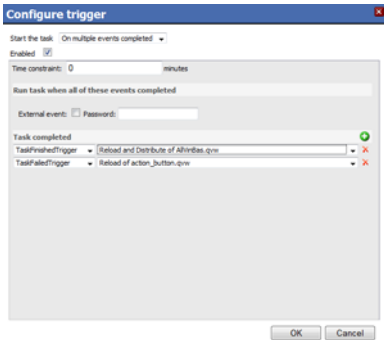 Configure trigger
Start the task On multiple events completed
Enabled
Time constraint: 0 minutes
Run task when all of these events completed
External event: Password:
Task completed
TaskFinishedTrigger Reload and Distribute of AllInBas.qvw
TaskFailedTrigger Reload of action_button.qvw
OK Cancel